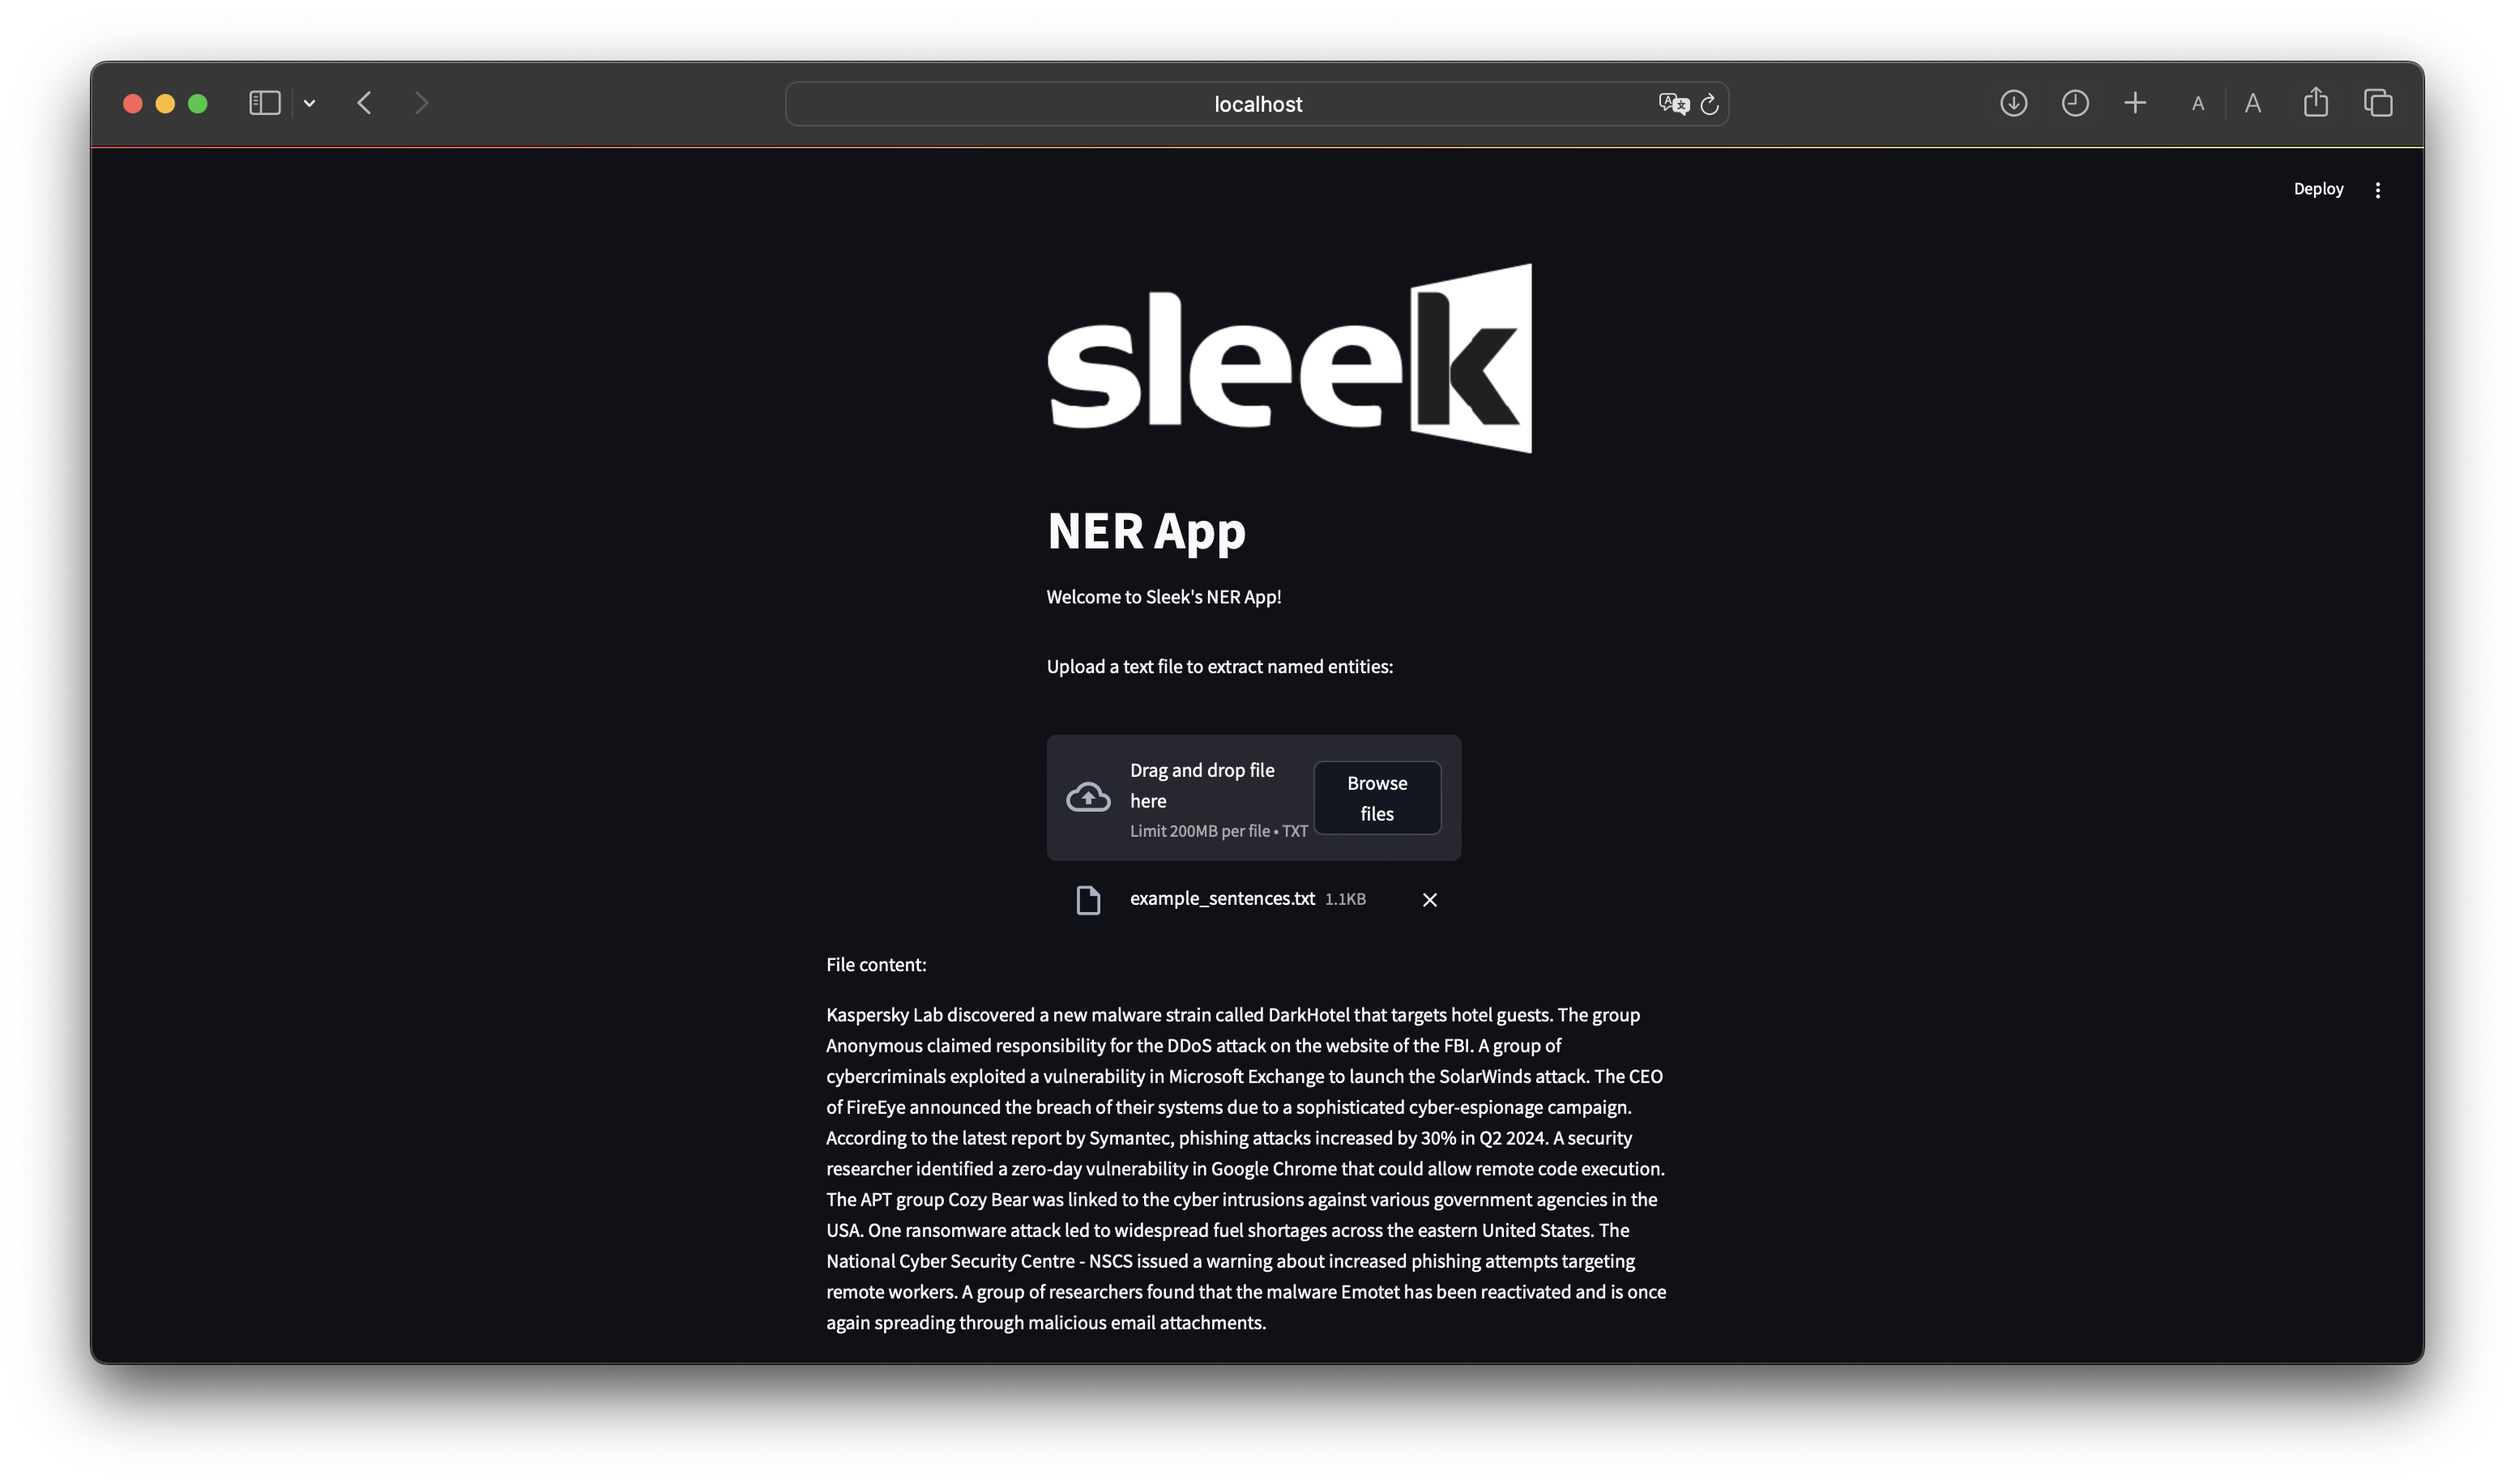 localhost
A A
Deploy
sleek
NER App
Welcome to Sleek's NER App!
Upload a text file to extract named entities:
Drag and drop file
here
Limit 200MB per file • TXT
Browse
files
example_sentences.txt 1.1KB
File content:
Kaspersky Lab discovered a new malware strain called DarkHotel that targets hotel guests. The group
Anonymous claimed responsibility for the DDoS attack on the website of the FBI. A group of
cybercriminals exploited a vulnerability in Microsoft Exchange to launch the SolarWinds attack. The CEO
of FireEye announced the breach of their systems due to a sophisticated cyber-espionage campaign.
According to the latest report by Symantec, phishing attacks increased by 30% in Q2 2024. A security
researcher identified a zero-day vulnerability in Google Chrome that could allow remote code execution.
The APT group Cozy Bear was linked to the cyber intrusions against various government agencies in the
USA. One ransomware attack led to widespread fuel shortages across the eastern United States. The
National Cyber Security Centre - NSCS issued a warning about increased phishing attempts targeting
remote workers. A group of researchers found that the malware Emotet has been reactivated and is once
again spreading through malicious email attachments.